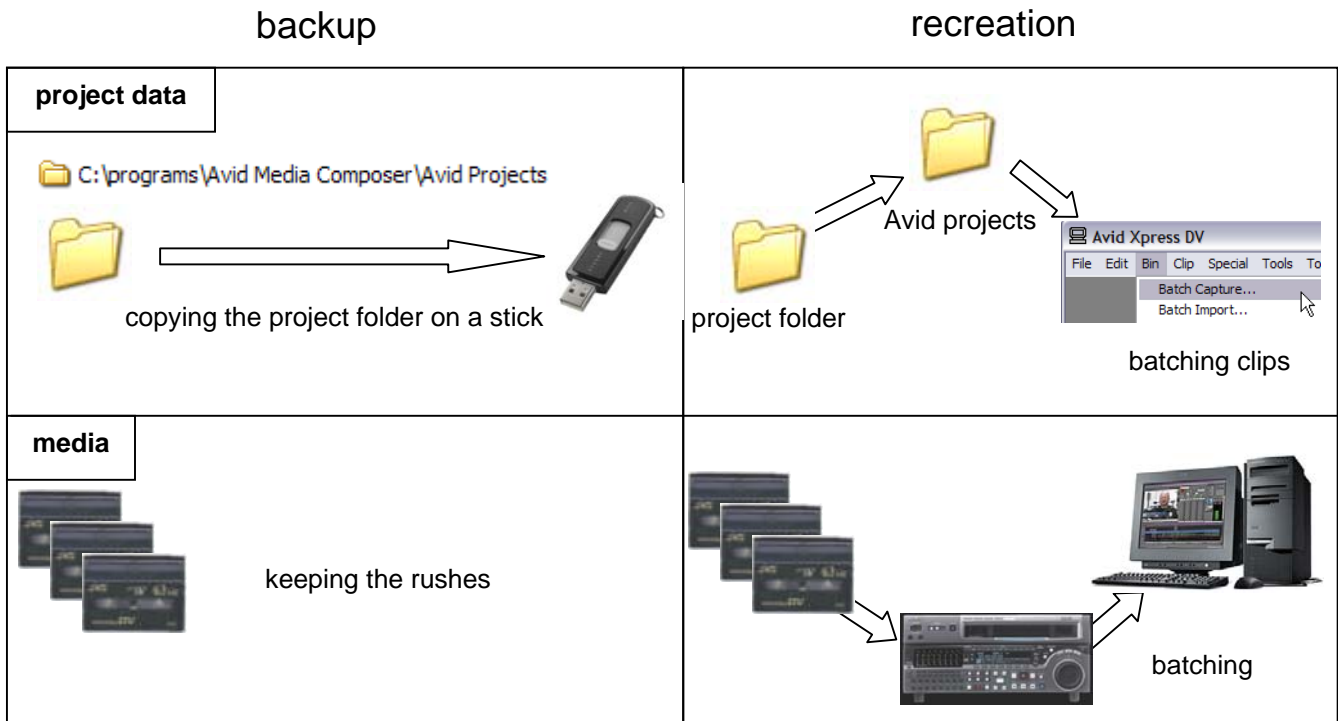 backup
recreation
project data
C:\programs\Avid Media Composer\Avid Projects
copying the project folder on a stick
project folder
Avid projects
Avid Xpress DV
File Edit Bin Clip Special Tools To
Batch Capture...
Batch Import...
batching clips
media
keeping the rushes
batching